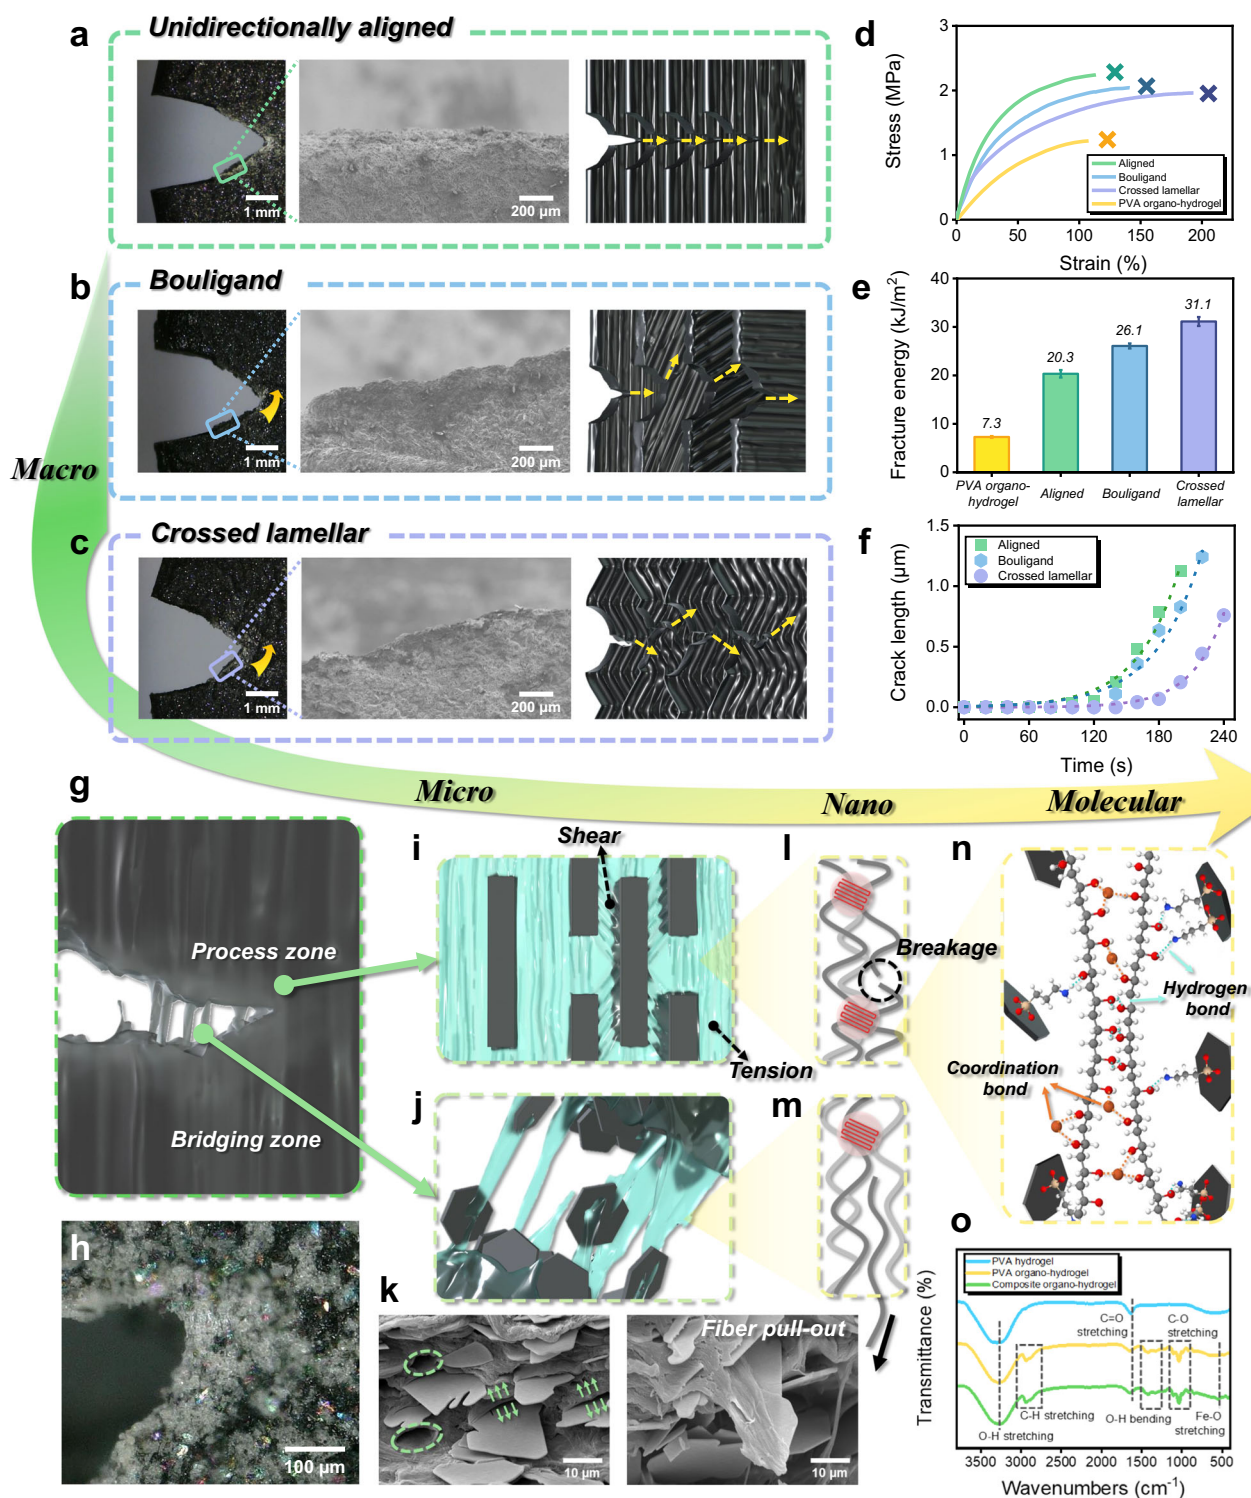 a
Unidirectionally aligned
1 mm
200 µm
b
Bouligand
1 mm
200 µm
c
Crossed lamellar
1 mm
200 µm
d
Stress (MPa)
3
2
1
0
Aligned
Bouligand
Crossed lamellar
PVA organo-hydrogel
0 50 100 150 200
Strain (%)
e
Fracture energy (kJ/m²)
40
30
20
10
0
7.3
20.3
26.1
31.1
PVA organo-
hydrogel
Aligned
Bouligand
Crossed
lamellar
f
Crack length (µm)
1.5
1.0
0.5
0.0
Aligned
Bouligand
Crossed lamellar
0 60 120 180 240
Time (s)
Macro
Micro
Nano
Molecular
g
Process zone
Bridging zone
h
100 µm
i
Shear
Tension
j
k
10 µm
Fiber pull-out
10 µm
l
Breakage
m
n
Hydrogen
bond
Coordination
bond
o
Transmittance (%)
PVA hydrogel
PVA organo-hydrogel
Composite organo-hydrogel
C=O
stretching
C-O
stretching
C-H stretching
O-H bending
Fe-O
stretching
O-H stretching
3500 3000 2500 2000 1500 1000 500
Wavenumbers (cm⁻¹)